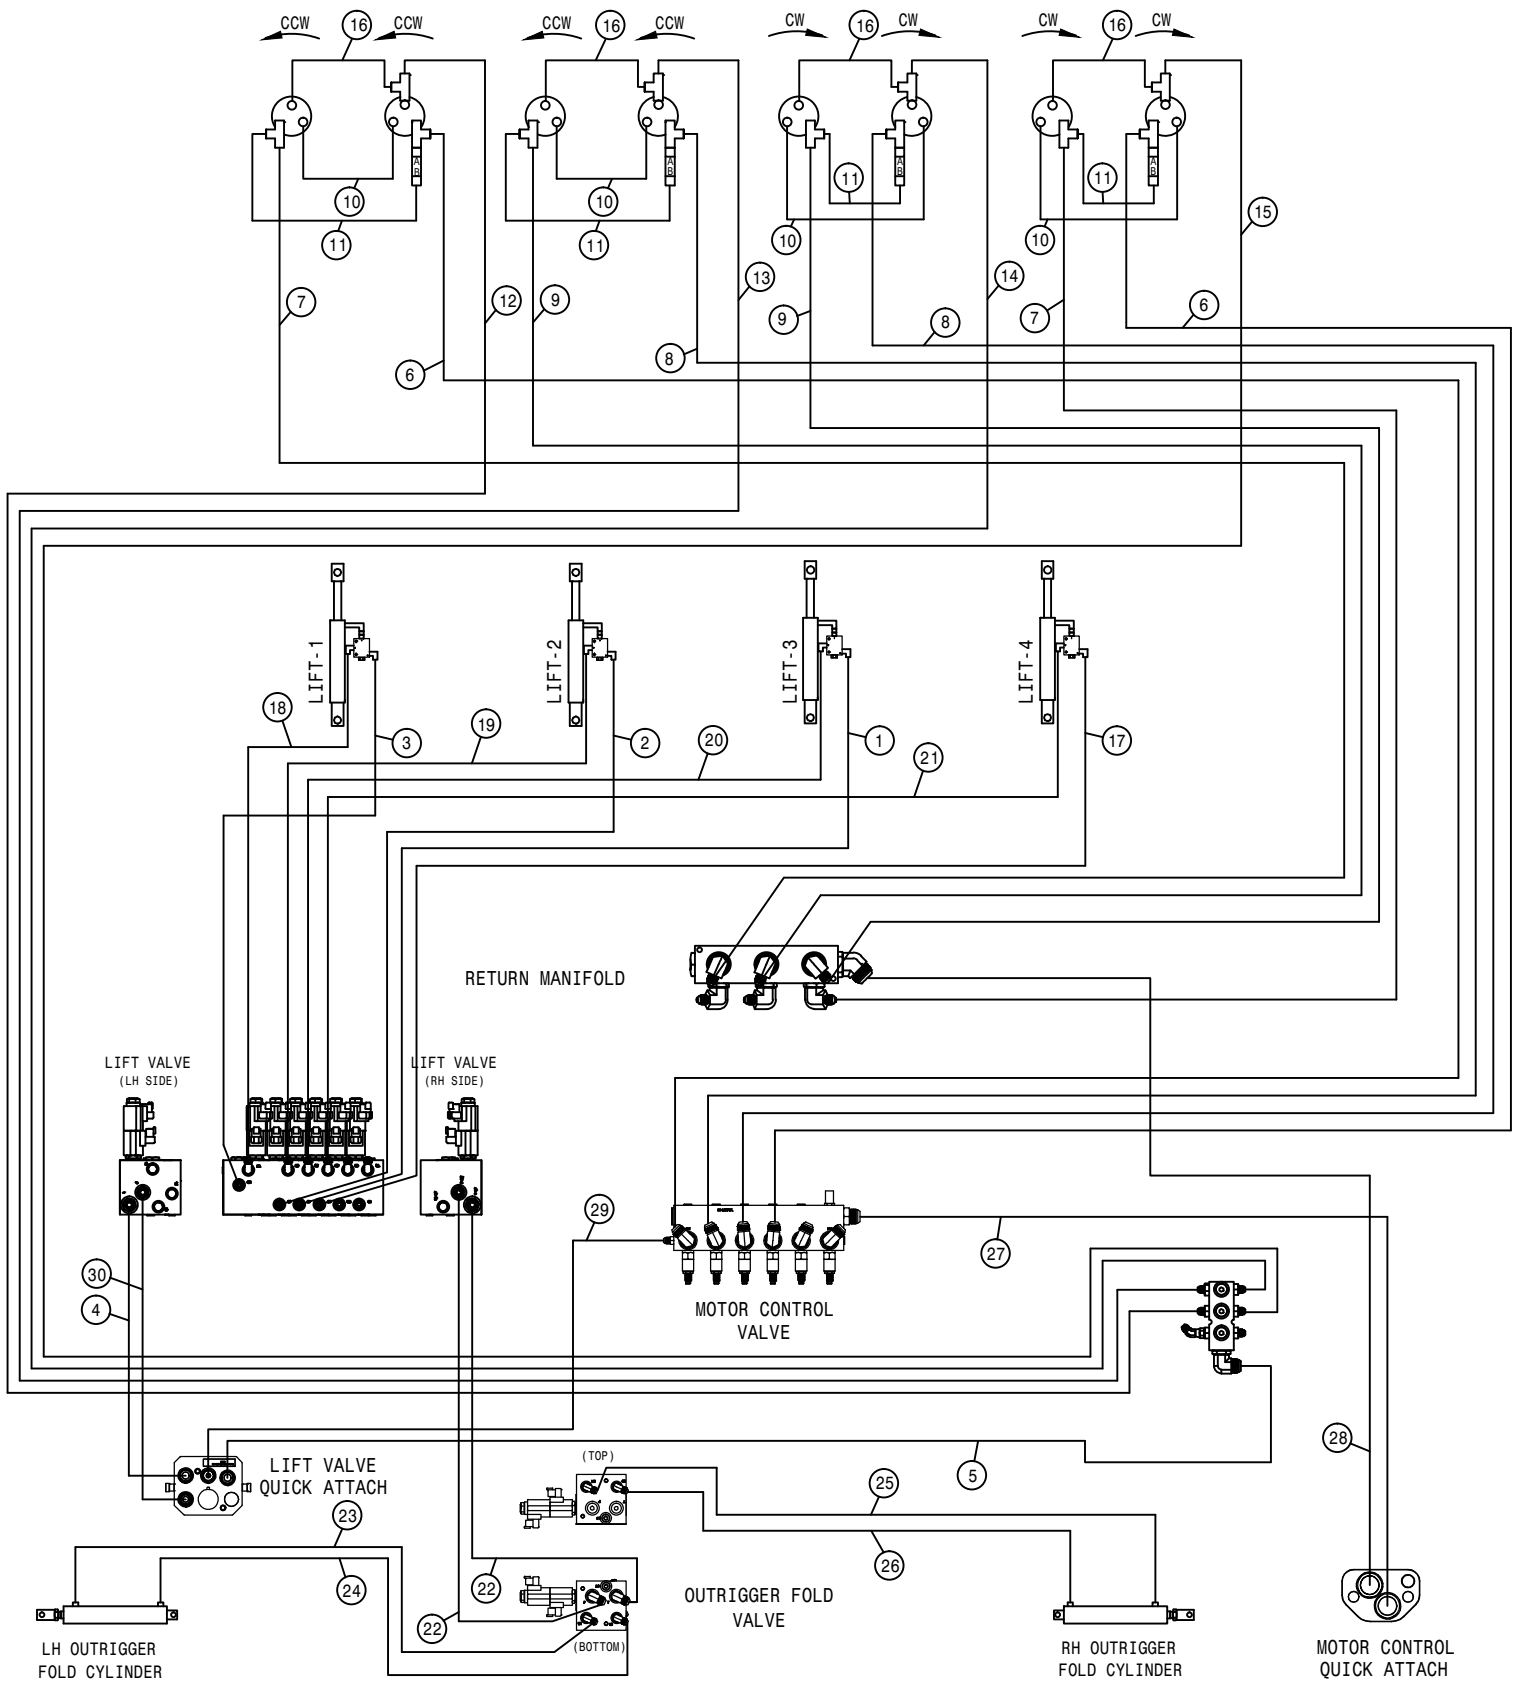 CCW 16 CCW CCW 16 CCW CW 16 CW CW 16 CW
A A A A
B B B B
10 10 11 11
11 11 10 10 15
7 12 9 13 9 14 7 6
6 8 8
LIFT-1 LIFT-2 LIFT-3 LIFT-4
18 3 19 2 20 1 21 17
RETURN MANIFOLD
LIFT VALVE
(LH SIDE)
LIFT VALVE
(RH SIDE)
29
27
30
4
MOTOR CONTROL
VALVE
28
LIFT VALVE
QUICK ATTACH
(TOP)
5
25
23
26
24
22
22
OUTRIGGER FOLD
VALVE
(BOTTOM)
LH OUTRIGGER
FOLD CYLINDER
RH OUTRIGGER
FOLD CYLINDER
MOTOR CONTROL
QUICK ATTACH